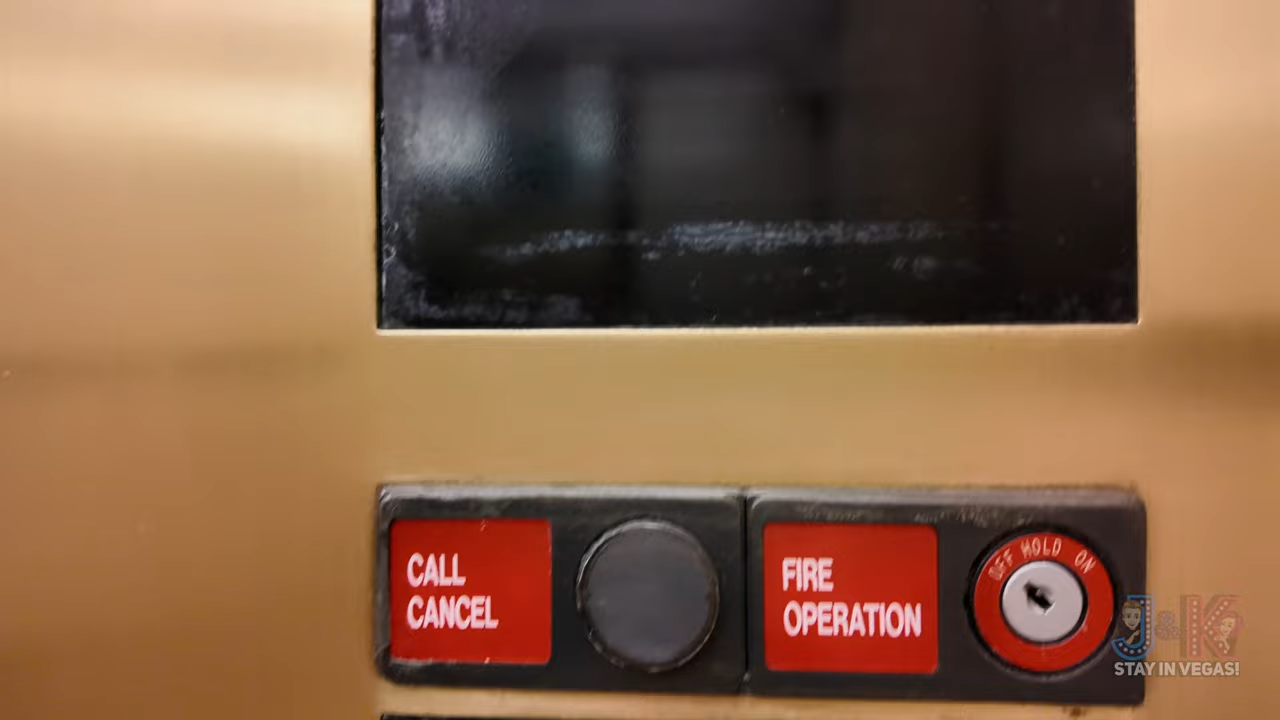 CALL
CANCEL
FIRE
OPERATION
OFF HOLD ON
J&K
STAY IN VEGAS!